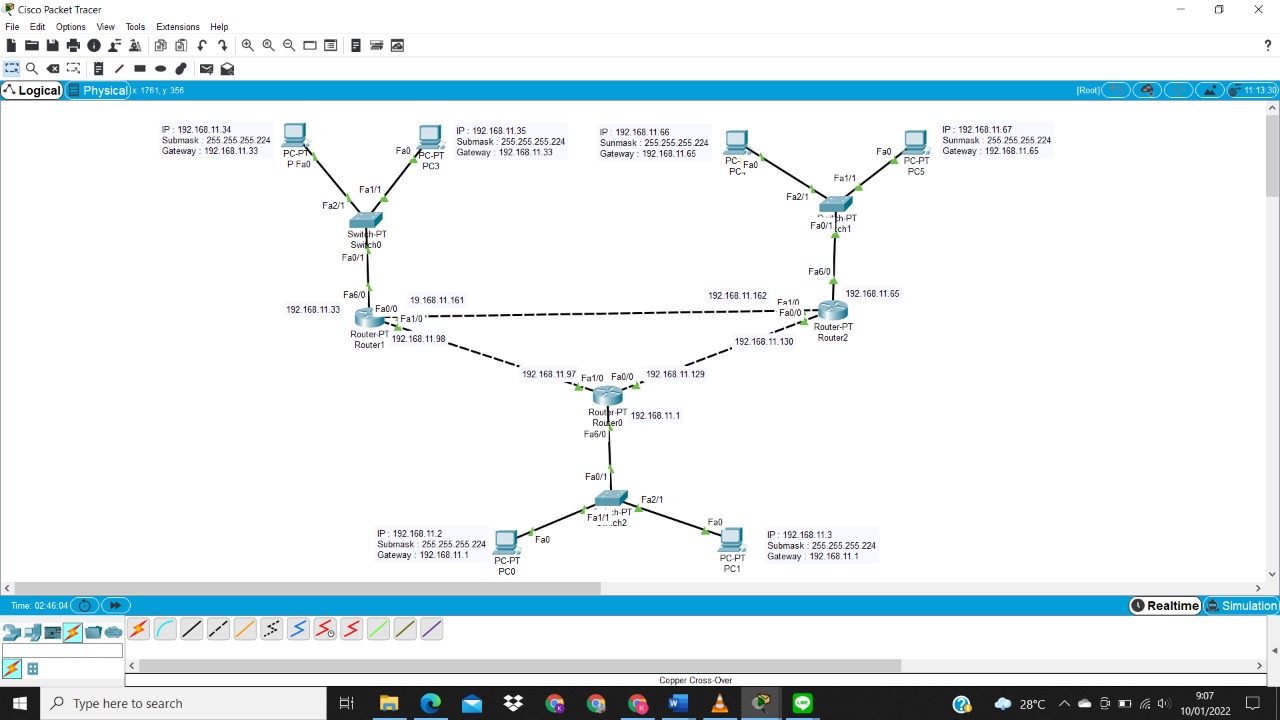 Cisco Packet Tracer
File Edit Options View Tools Extensions Help
Logical Physical x: 1761, y: 356 [Root] 11.13.30
IP : 192.168.11.34
Submask : 255.255.255.224
Gateway : 192.168.11.33
Fa0
IP : 192.168.11.35
Submask : 255.255.255.224
Gateway : 192.168.11.33
Fa0
PC-PT
PC3
IP : 192.168.11.66
Sunmask : 255.255.255.224
Gateway : 192.168.11.65
Fa0
IP : 192.168.11.67
Sunmask : 255.255.255.224
Gateway : 192.168.11.65
Fa0
PC-PT
PC5
Fa1/1
Fa2/1
Switch-PT
Switch0
Fa0/1
Fa1/1
Fa2/1
Fa0/1
Fa6/0
192.168.11.33
Fa0/0
19.168.11.161
Fa1/0
Router-PT
Router1
192.168.11.98
Fa6/0
192.168.11.65
192.168.11.162
Fa1/0
Fa0/0
Router-PT
Router2
192.168.11.130
192.168.11.97
Fa1/0
Fa0/0
192.168.11.129
Router-PT
Router0
192.168.11.1
Fa6/0
Fa0/1
Fa2/1
Fa1/1
IP : 192.168.11.2
Submask : 255.255.255.224
Gateway : 192.168.11.1
Fa0
PC-PT
PC0
Fa0
PC-PT
PC1
IP : 192.168.11.3
Submask : 255.255.255.224
Gateway : 192.168.11.1
Time: 02:46:04
Realtime Simulation
Copper Cross-Over
Type here to search
28°C
9:07
10/01/2022